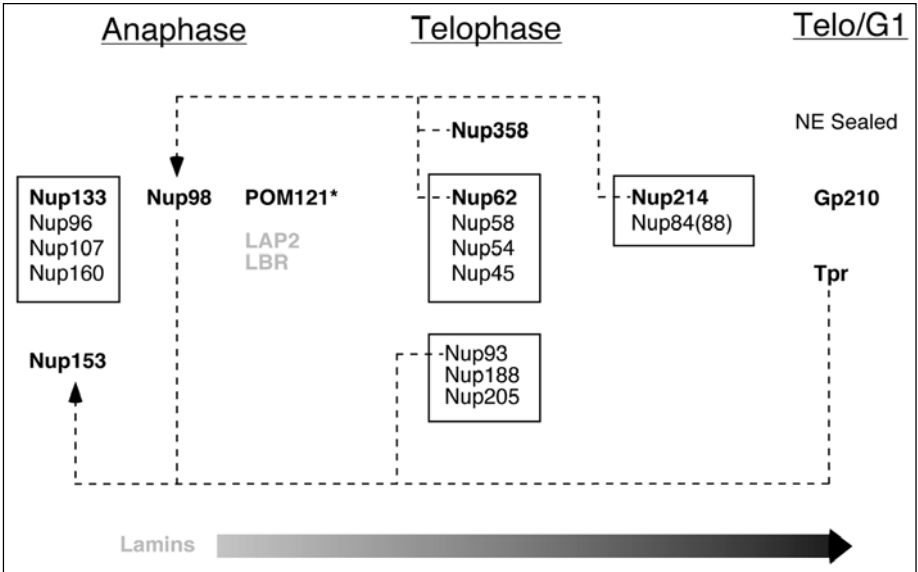 Anaphase
Telophase
Telo/G1
NE Sealed
Nup358
Nup133
Nup96
Nup107
Nup160
Nup98
POM121*
LAP2
LBR
Nup62
Nup58
Nup54
Nup45
Nup214
Nup84(88)
Gp210
Tpr
Nup153
Nup93
Nup188
Nup205
Lamins